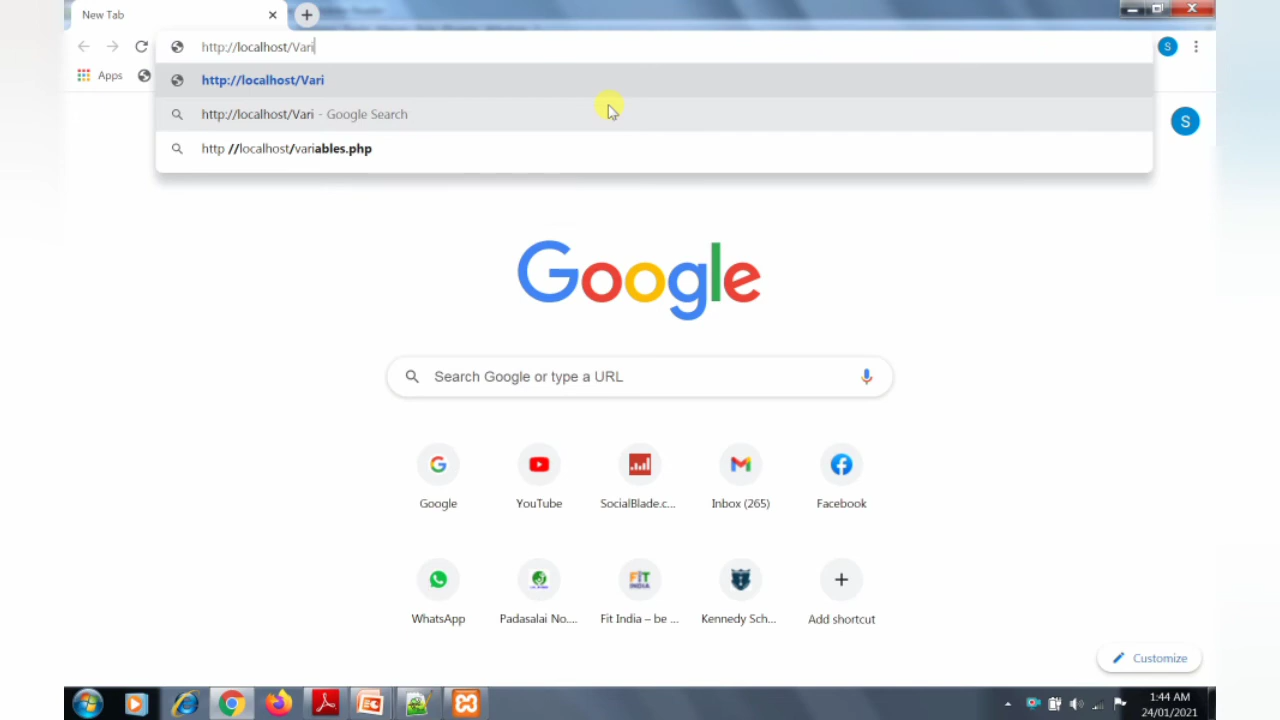 New Tab
http://localhost/Vari
S
Apps
http://localhost/Vari
http://localhost/Vari - Google Search
http //localhost/variables.php
S
Google
Search Google or type a URL
Google
YouTube
SocialBlade.c...
Inbox (265)
Facebook
FIT
INDIA
WhatsApp
Padasalai No....
Fit India – be ...
Kennedy Sch...
Add shortcut
Customize
1:44 AM
24/01/2021